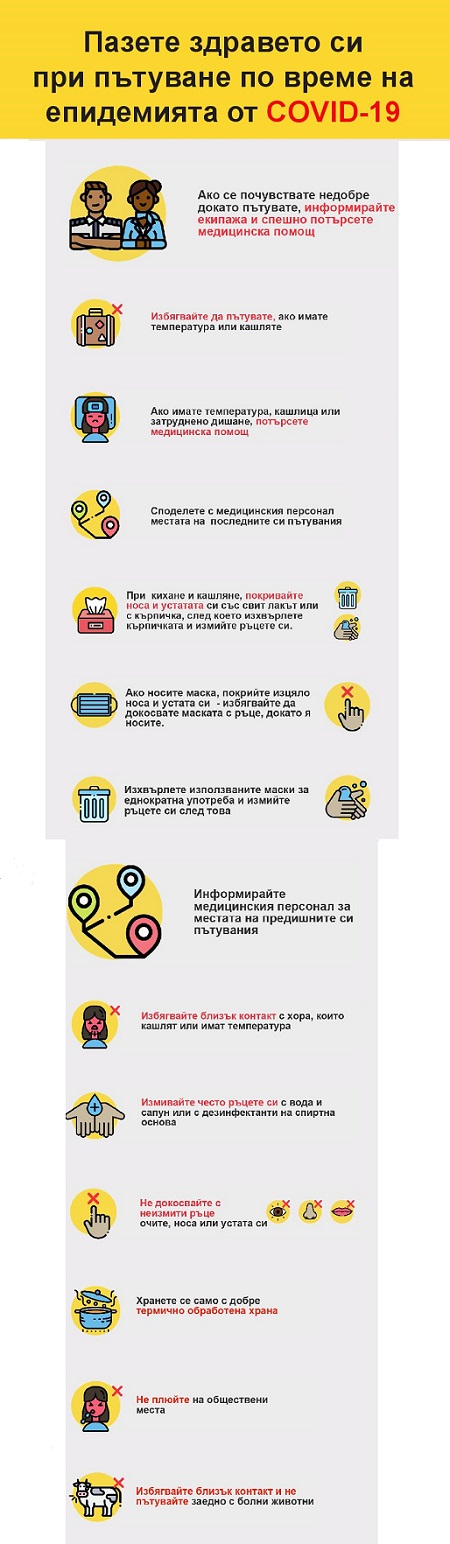 Пазете здравето си
при пътуване по време на
епидемията от COVID-19
Ако се почувствате недобре
докато пътувате, информирайте
екипажа и спешно потърсете
медицинска помощ
Избягвайте да пътувате, ако имате
температура или кашляте
Ако имате температура, кашлица или
затруднено дишане, потърсете
медицинска помощ
Споделете с медицинския персонал
местата на последните си пътувания
При кихане и кашляне, покривайте
носа и устатата си със свит лакът или
с кърпичка, след което изхвърлете
кърпичката и измийте ръцете си.
Ако носите маска, покрийте изцяло
носа и устата си - избягвайте да
докосвате маската с ръце, докато я
носите.
Изхвърлете използваните маски за
еднократна употреба и измийте
ръцете си след това
Информирайте
медицинския персонал за
местата на предишните си
пътувания
Избягвайте близък контакт с хора, които
кашлят или имат температура
Измивайте често ръцете си с вода и
сапун или с дезинфектанти на спиртна
основа
Не докосвайте с
неизмити ръце
очите, носа или устата си
Хранете се само с добре
термично обработена храна
Не плюйте на обществени
места
Избягвайте близък контакт и не
пътувайте заедно с болни животни